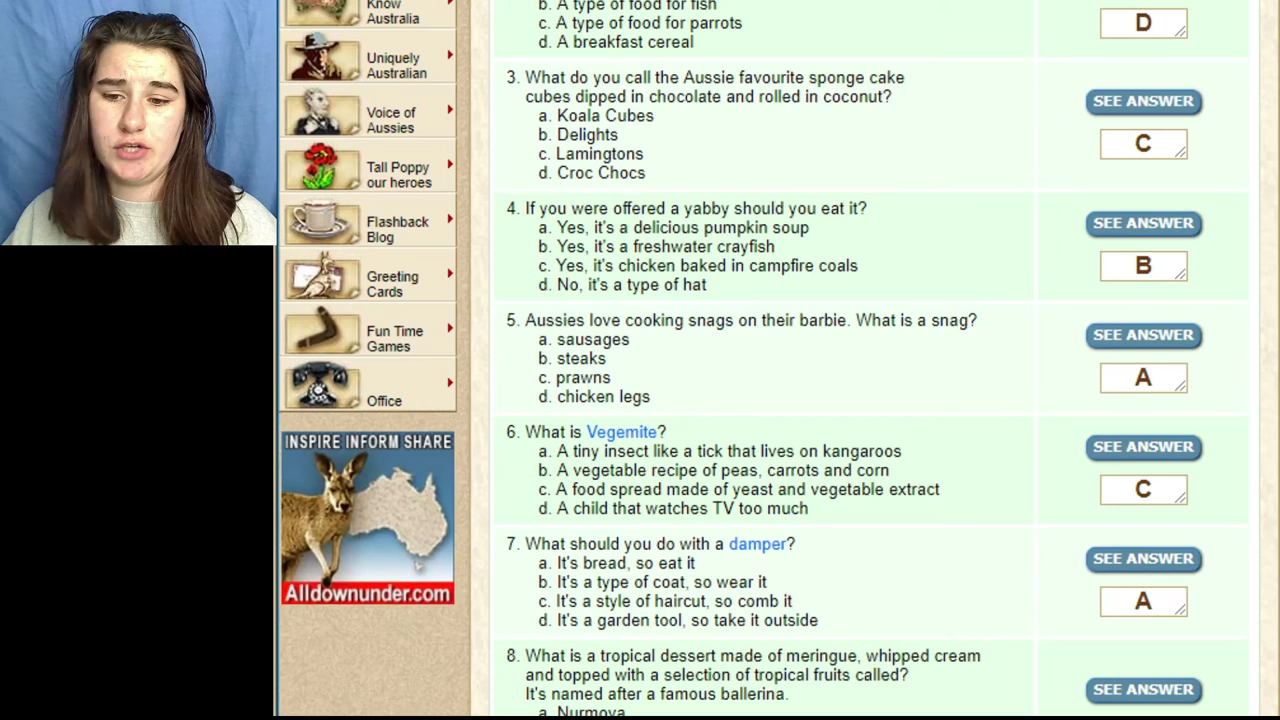 Know
Australia
Uniquely
Australian
Voice of
Aussies
Tall Poppy
our heroes
Flashback
Blog
Greeting
Cards
Fun Time
Games
Office
INSPIRE INFORM SHARE
Alldownunder.com
b. A type of food for fish
c. A type of food for parrots
d. A breakfast cereal
D
3. What do you call the Aussie favourite sponge cake
cubes dipped in chocolate and rolled in coconut?
a. Koala Cubes
b. Delights
c. Lamingtons
d. Croc Chocs
SEE ANSWER
C
4. If you were offered a yabby should you eat it?
a. Yes, it's a delicious pumpkin soup
b. Yes, it's a freshwater crayfish
c. Yes, it's chicken baked in campfire coals
d. No, it's a type of hat
SEE ANSWER
B
5. Aussies love cooking snags on their barbie. What is a snag?
a. sausages
b. steaks
c. prawns
d. chicken legs
SEE ANSWER
A
6. What is Vegemite?
a. A tiny insect like a tick that lives on kangaroos
b. A vegetable recipe of peas, carrots and corn
c. A food spread made of yeast and vegetable extract
d. A child that watches TV too much
SEE ANSWER
C
7. What should you do with a damper?
a. It's bread, so eat it
b. It's a type of coat, so wear it
c. It's a style of haircut, so comb it
d. It's a garden tool, so take it outside
SEE ANSWER
A
8. What is a tropical dessert made of meringue, whipped cream
and topped with a selection of tropical fruits called?
It's named after a famous ballerina.
a. Nurmova
SEE ANSWER